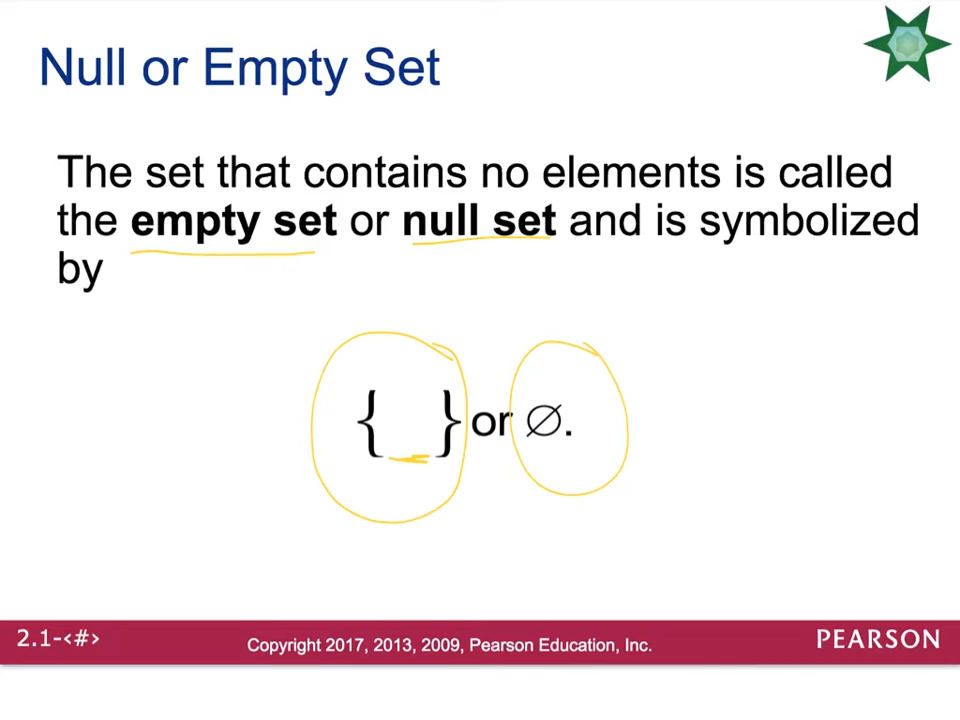 Null or Empty Set
The set that contains no elements is called
the empty set or null set and is symbolized
by
{ } or ∅.
2.1-<#>
Copyright 2017, 2013, 2009, Pearson Education, Inc.
PEARSON